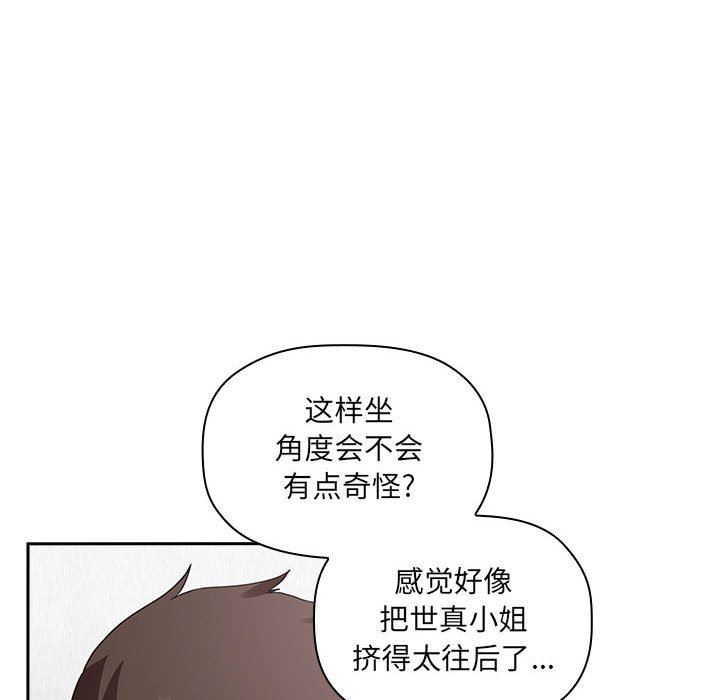 这样坐
角度会不会
有点奇怪?
感觉好像
把世真小姐
挤得太往后了...